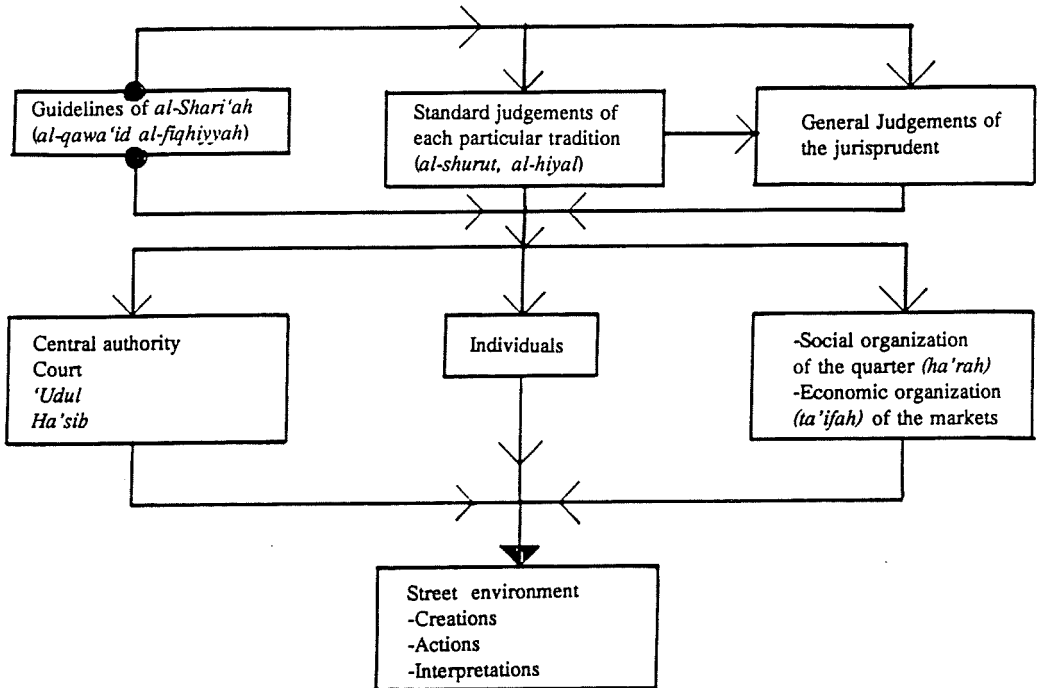 Guidelines of al-Shari‘ah
(al-qawa‘id al-fiqhiyyah)
Standard judgements of
each particular tradition
(al-shurut, al-hiyal)
General Judgements of
the jurisprudent
Central authority
Court
‘Udul
Ha’sib
Individuals
-Social organization
of the quarter (ha’rah)
-Economic organization
(ta’ifah) of the markets
Street environment
-Creations
-Actions
-Interpretations